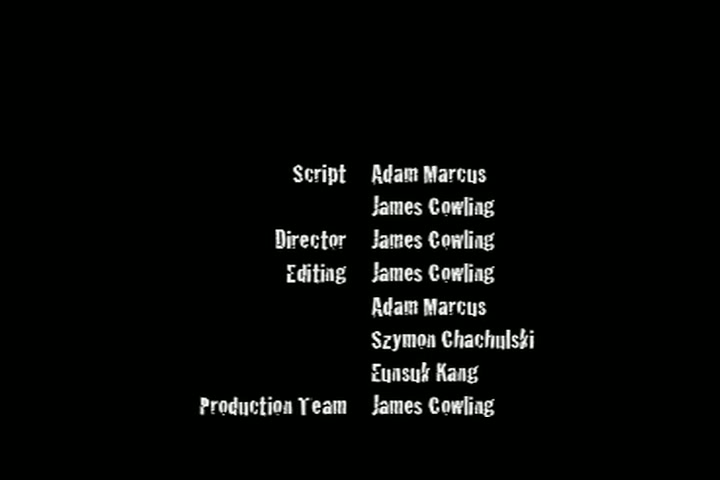 Script Adam Marcus
James Cowling
Director James Cowling
Editing James Cowling
Adam Marcus
Szymon Chachulski
Eunsuk Kang
Production Team James Cowling